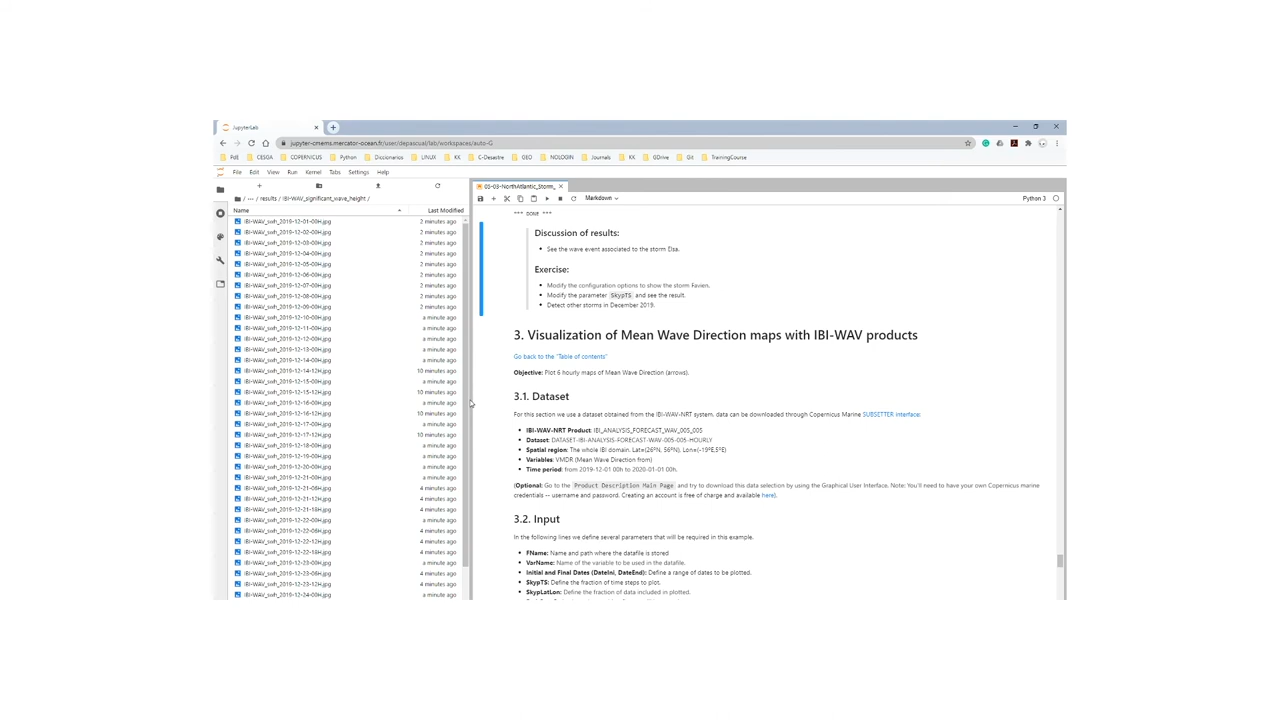 JupyterLab
jupyter-cmems.mercator-ocean.fr/user/depascual/lab/workspaces/auto-G
PdE CESGA COPERNICUS Python Diccionarios LINUX KK C-Desastre GEO NOLOGIN Journals KK GDrive Git TrainingCourse
File Edit View Run Kernel Tabs Settings Help
/ ··· / results / IBI-WAV_significant_wave_height /
Name Last Modified
IBI-WAV_swh_2019-12-01-00H.jpg 2 minutes ago
IBI-WAV_swh_2019-12-02-00H.jpg 2 minutes ago
IBI-WAV_swh_2019-12-03-00H.jpg 2 minutes ago
IBI-WAV_swh_2019-12-04-00H.jpg 2 minutes ago
IBI-WAV_swh_2019-12-05-00H.jpg 2 minutes ago
IBI-WAV_swh_2019-12-06-00H.jpg 2 minutes ago
IBI-WAV_swh_2019-12-07-00H.jpg 2 minutes ago
IBI-WAV_swh_2019-12-08-00H.jpg 2 minutes ago
IBI-WAV_swh_2019-12-09-00H.jpg 2 minutes ago
IBI-WAV_swh_2019-12-10-00H.jpg a minute ago
IBI-WAV_swh_2019-12-11-00H.jpg a minute ago
IBI-WAV_swh_2019-12-12-00H.jpg a minute ago
IBI-WAV_swh_2019-12-13-00H.jpg a minute ago
IBI-WAV_swh_2019-12-14-00H.jpg a minute ago
IBI-WAV_swh_2019-12-14-12H.jpg 10 minutes ago
IBI-WAV_swh_2019-12-15-00H.jpg a minute ago
IBI-WAV_swh_2019-12-15-12H.jpg 10 minutes ago
IBI-WAV_swh_2019-12-16-00H.jpg a minute ago
IBI-WAV_swh_2019-12-16-12H.jpg 10 minutes ago
IBI-WAV_swh_2019-12-17-00H.jpg a minute ago
IBI-WAV_swh_2019-12-17-12H.jpg 10 minutes ago
IBI-WAV_swh_2019-12-18-00H.jpg a minute ago
IBI-WAV_swh_2019-12-19-00H.jpg a minute ago
IBI-WAV_swh_2019-12-20-00H.jpg a minute ago
IBI-WAV_swh_2019-12-21-00H.jpg a minute ago
IBI-WAV_swh_2019-12-21-06H.jpg 4 minutes ago
IBI-WAV_swh_2019-12-21-12H.jpg 4 minutes ago
IBI-WAV_swh_2019-12-21-18H.jpg 4 minutes ago
IBI-WAV_swh_2019-12-22-00H.jpg a minute ago
IBI-WAV_swh_2019-12-22-06H.jpg 4 minutes ago
IBI-WAV_swh_2019-12-22-12H.jpg 4 minutes ago
IBI-WAV_swh_2019-12-22-18H.jpg 4 minutes ago
IBI-WAV_swh_2019-12-23-00H.jpg a minute ago
IBI-WAV_swh_2019-12-23-06H.jpg 4 minutes ago
IBI-WAV_swh_2019-12-23-12H.jpg 4 minutes ago
IBI-WAV_swh_2019-12-24-00H.jpg a minute ago
05-03-NorthAtlantic_Storm_
Markdown Python 3
*** DONE ***
Discussion of results:
See the wave event associated to the storm Elsa.
Exercise:
Modify the configuration options to show the storm Favien.
Modify the parameter SkypTS and see the result.
Detect other storms in December 2019.
3. Visualization of Mean Wave Direction maps with IBI-WAV products
Go back to the "Table of contents"
Objective: Plot 6 hourly maps of Mean Wave Direction (arrows).
3.1. Dataset
For this section we use a dataset obtained from the IBI-WAV-NRT system. data can be downloaded through Copernicus Marine SUBSETTER interface:
IBI-WAV-NRT Product: IBI_ANALYSIS_FORECAST_WAV_005_005
Dataset: DATASET-IBI-ANALYSIS-FORECAST-WAV-005-005-HOURLY
Spatial region: The whole IBI domain. Lat=(26ºN, 56ºN), Lon=(-19ºE,5ºE)
Variables: VMDR (Mean Wave Direction from)
Time period: from 2019-12-01 00h to 2020-01-01 00h.
(Optional: Go to the Product Description Main Page and try to download this data selection by using the Graphical User Interface. Note: You'll need to have your own Copernicus marine
credentials -- username and password. Creating an account is free of charge and available here).
3.2. Input
In the following lines we define several parameters that will be required in this example.
FName: Name and path where the datafile is stored
VarName: Name of the variable to be used in the datafile.
Initial and Final Dates (DateIni, DateEnd): Define a range of dates to be plotted.
SkypTS: Define the fraction of time steps to plot.
SkypLatLon: Define the fraction of data included in plotted.